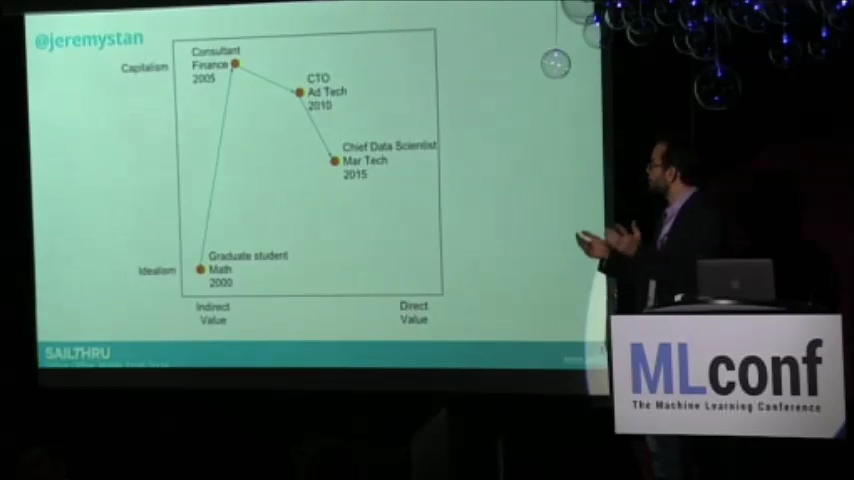 @jeremystan
Capitalism
Consultant
Finance
2005
CTO
Ad Tech
2010
Chief Data Scientist
Mar Tech
2015
Idealism
Graduate student
Math
2000
Indirect
Value
Direct
Value
SAILTHRU
MLconf
The Machine Learning Conference